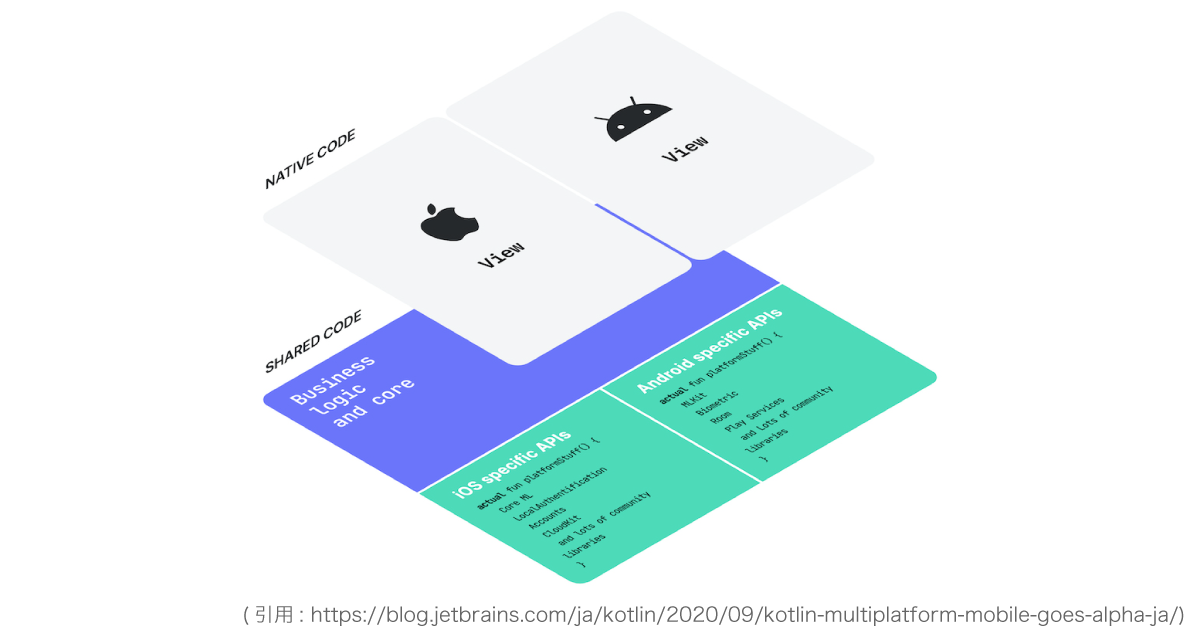 NATIVE CODE
View
View
SHARED CODE
Business
logic
and core
iOS specific APIs
actual fun platformStuff() {
Core ML
LocalAuthentification
Accounts
CloudKit
and lots of community
libraries
}
Android specific APIs
actual fun platformStuff() {
MLKit
Biometric
Room
Play Services
and Lots of community
libraries
}
( 引用 : https://blog.jetbrains.com/ja/kotlin/2020/09/kotlin-multiplatform-mobile-goes-alpha-ja/)